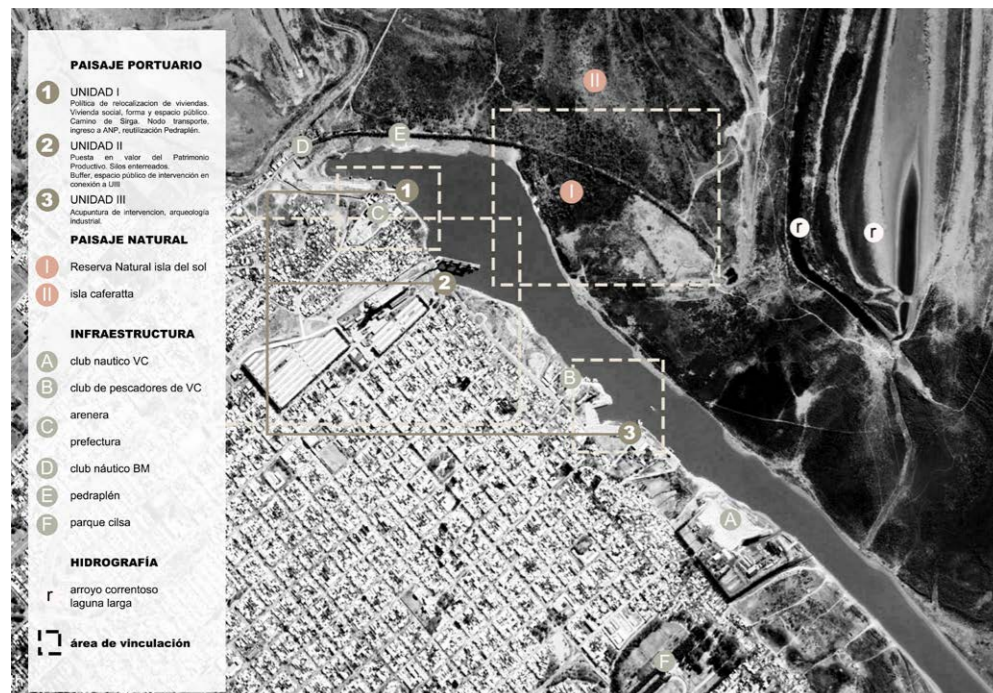 PAISAJE PORTUARIO
1
UNIDAD I
Política de relocalizacion de viviendas.
Vivienda social, forma y espacio público.
Camino de Sirga. Nodo transporte,
ingreso a ANP, reutilización Pedraplén.
2
UNIDAD II
Puesta en valor del Patrimonio
Productivo. Silos enterreados.
Buffer, espacio público de intervención en
conexión a UIII
3
UNIDAD III
Acupuntura de intervencion, arqueología
industrial.
PAISAJE NATURAL
I Reserva Natural isla del sol
II isla caferatta
INFRAESTRUCTURA
A club nautico VC
B club de pescadores de VC
C arenera
prefectura
D club náutico BM
E pedraplén
F parque cilsa
HIDROGRAFÍA
r arroyo correntoso
laguna larga
área de vinculación
II
E
D
I
1
C
r
r
2
B
3
A
F